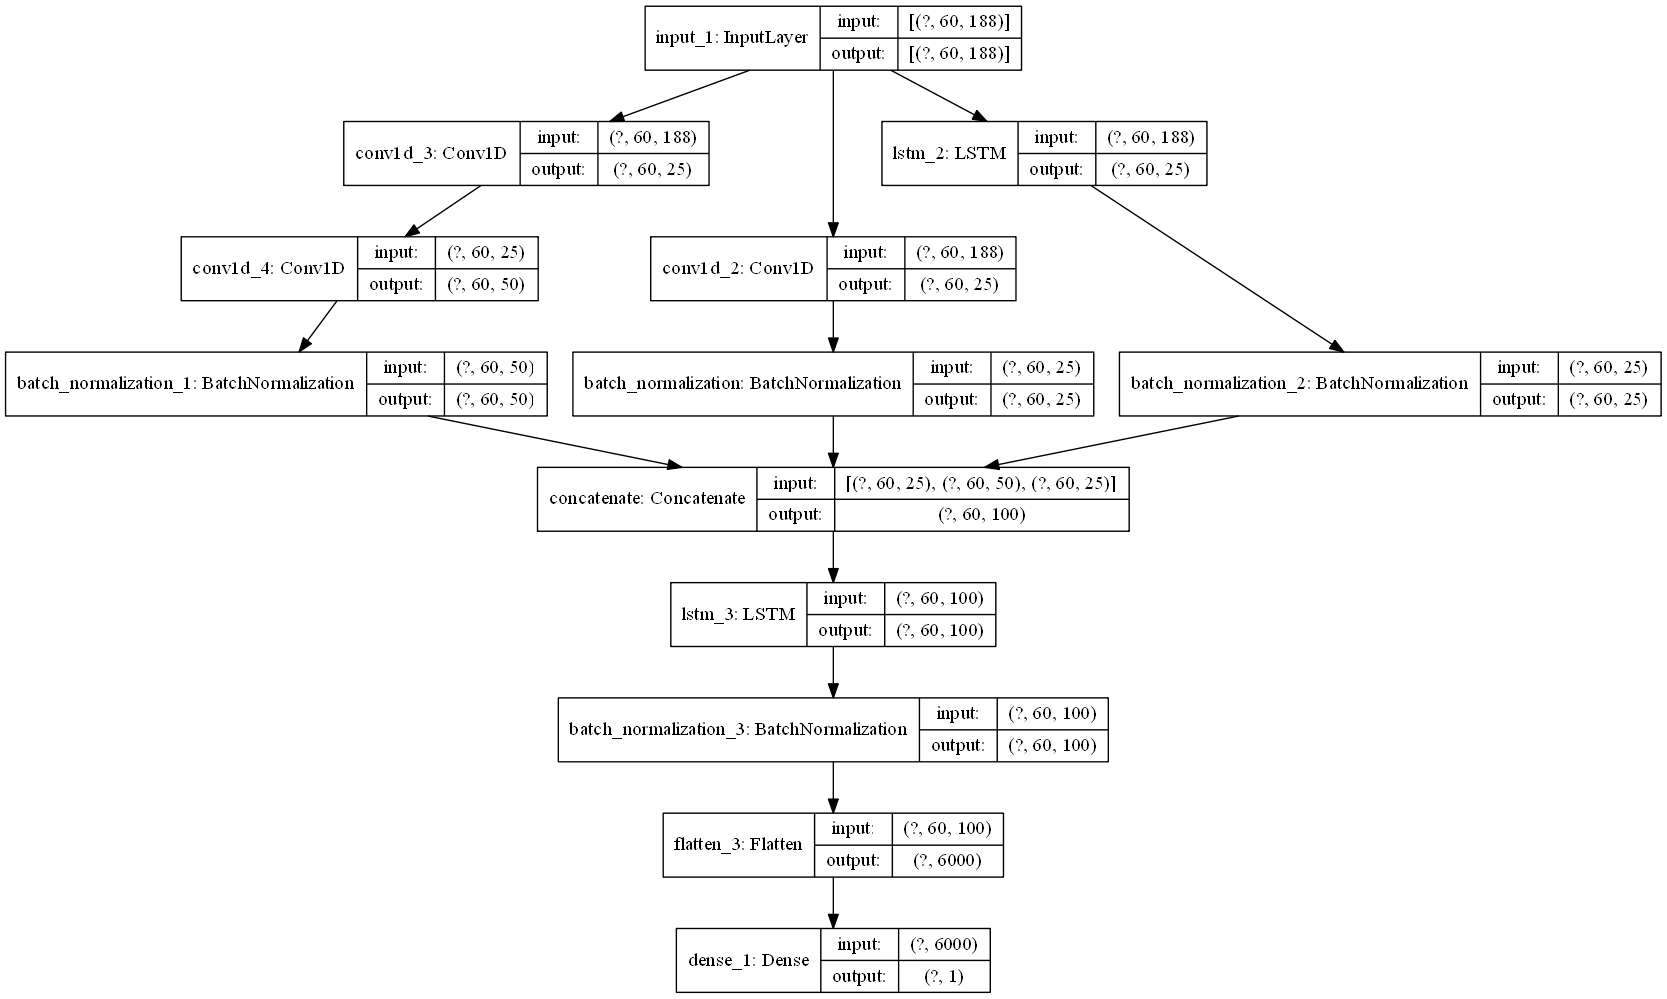 input_1: InputLayer
input: [(?, 60, 188)]
output: [(?, 60, 188)]
conv1d_3: Conv1D
input: (?, 60, 188)
output: (?, 60, 25)
lstm_2: LSTM
input: (?, 60, 188)
output: (?, 60, 25)
conv1d_4: Conv1D
input: (?, 60, 25)
output: (?, 60, 50)
conv1d_2: Conv1D
input: (?, 60, 188)
output: (?, 60, 25)
batch_normalization_1: BatchNormalization
input: (?, 60, 50)
output: (?, 60, 50)
batch_normalization: BatchNormalization
input: (?, 60, 25)
output: (?, 60, 25)
batch_normalization_2: BatchNormalization
input: (?, 60, 25)
output: (?, 60, 25)
concatenate: Concatenate
input: [(?, 60, 25), (?, 60, 50), (?, 60, 25)]
output: (?, 60, 100)
lstm_3: LSTM
input: (?, 60, 100)
output: (?, 60, 100)
batch_normalization_3: BatchNormalization
input: (?, 60, 100)
output: (?, 60, 100)
flatten_3: Flatten
input: (?, 60, 100)
output: (?, 6000)
dense_1: Dense
input: (?, 6000)
output: (?, 1)